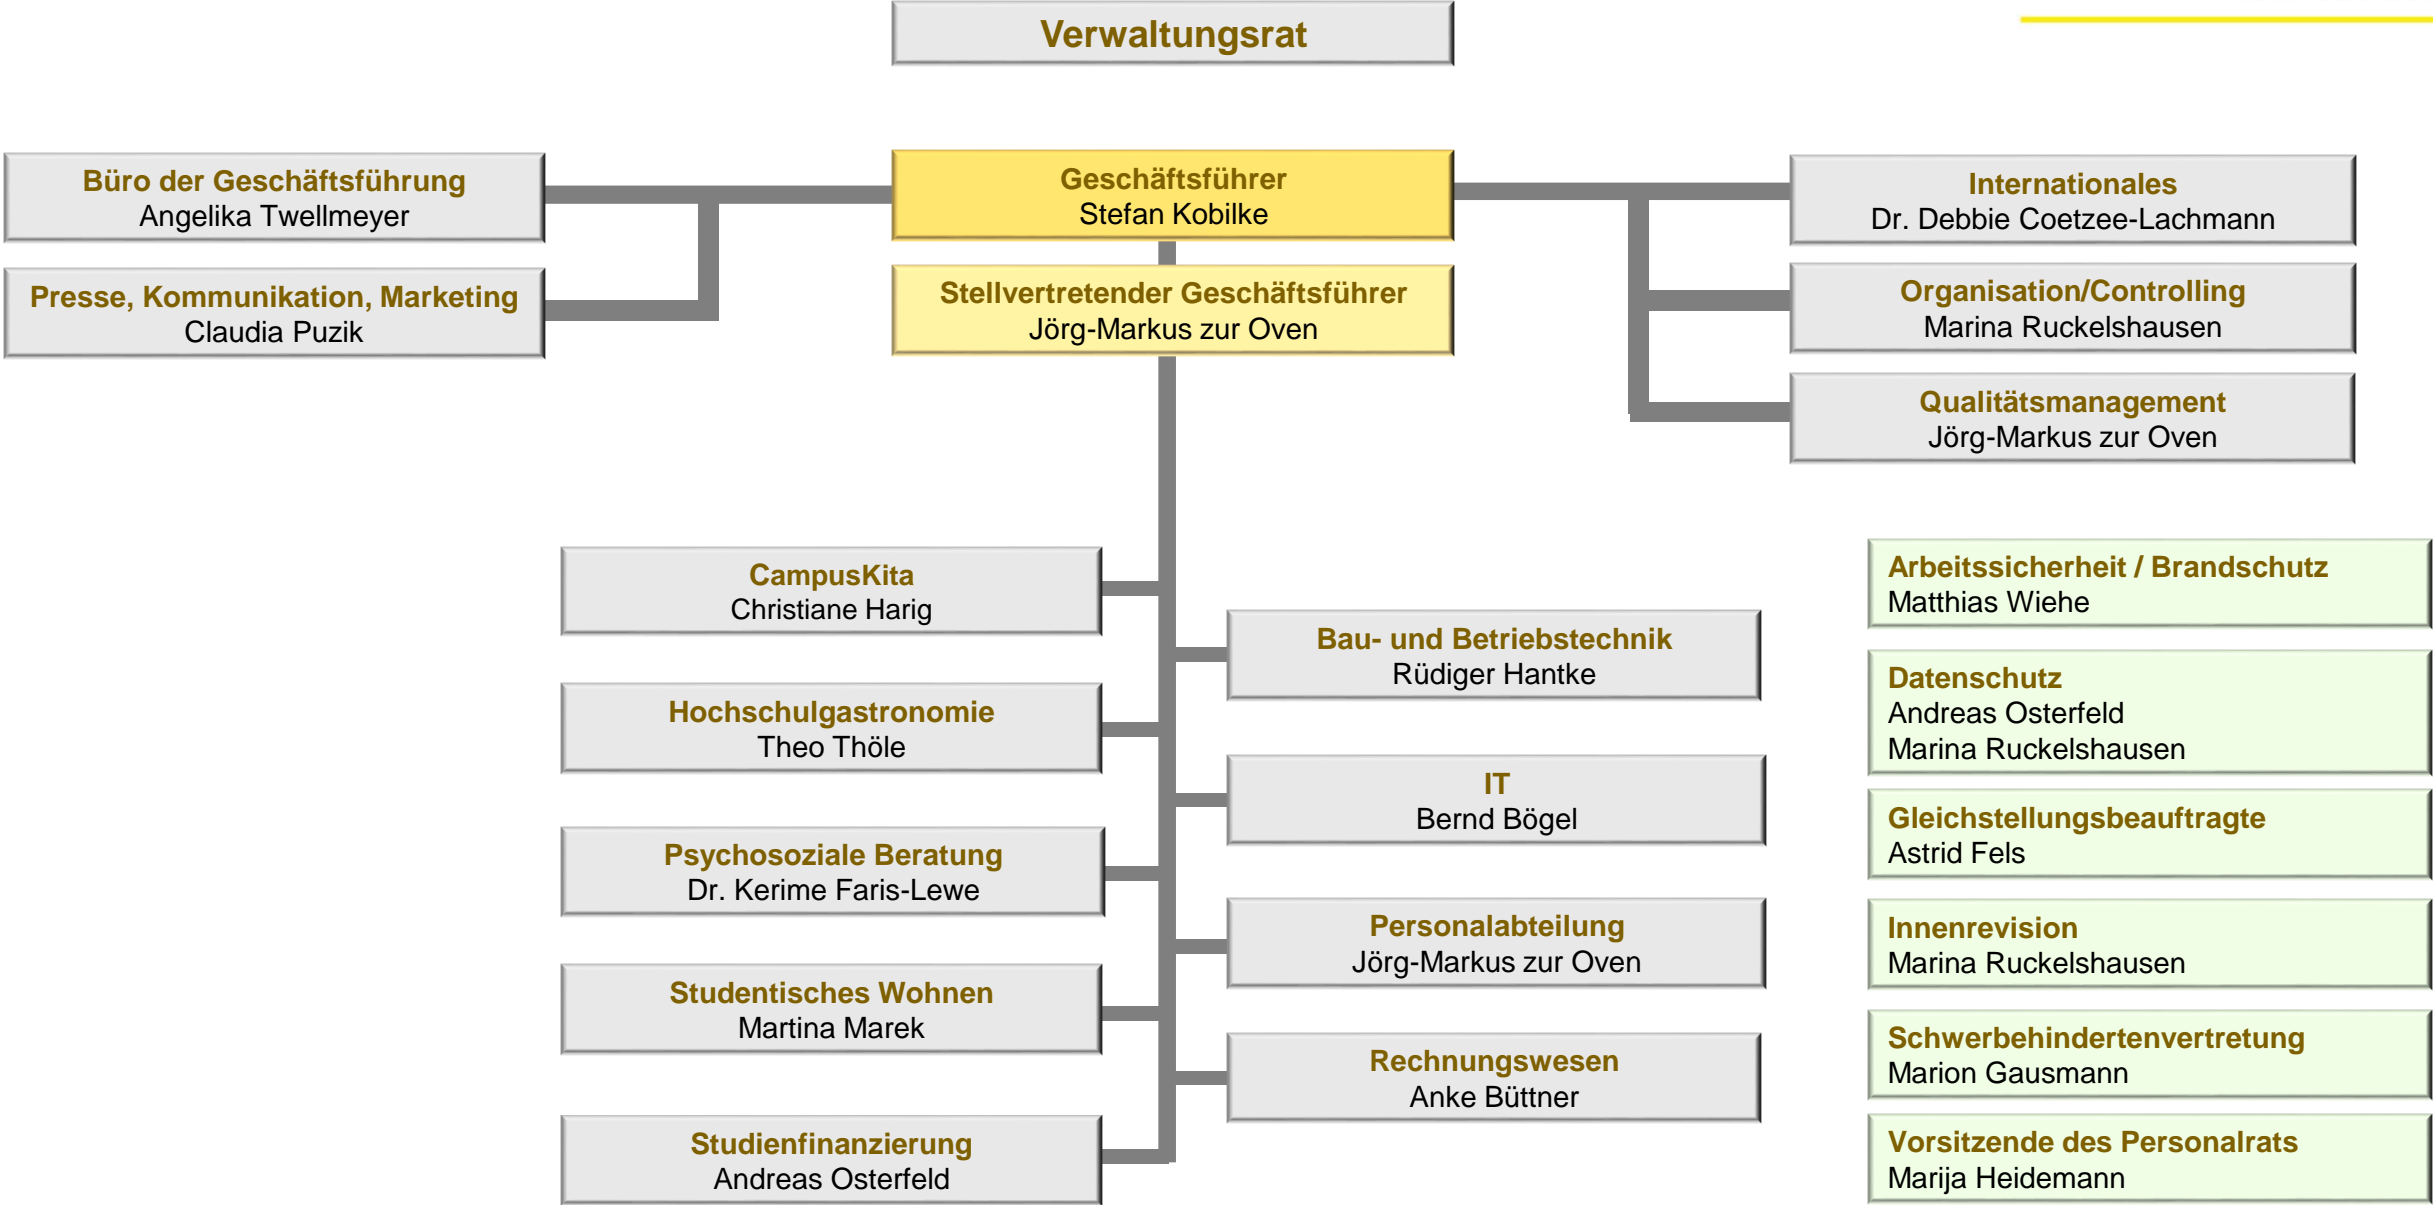 Verwaltungsrat
Büro der Geschäftsführung
Angelika Twellmeyer
Presse, Kommunikation, Marketing
Claudia Puzik
Geschäftsführer
Stefan Kobilke
Stellvertretender Geschäftsführer
Jörg-Markus zur Oven
Internationales
Dr. Debbie Coetzee-Lachmann
Organisation/Controlling
Marina Ruckelshausen
Qualitätsmanagement
Jörg-Markus zur Oven
CampusKita
Christiane Harig
Hochschulgastronomie
Theo Thöle
Psychosoziale Beratung
Dr. Kerime Faris-Lewe
Studentisches Wohnen
Martina Marek
Studienfinanzierung
Andreas Osterfeld
Bau- und Betriebstechnik
Rüdiger Hantke
IT
Bernd Bögel
Personalabteilung
Jörg-Markus zur Oven
Rechnungswesen
Anke Büttner
Arbeitssicherheit / Brandschutz
Matthias Wiehe
Datenschutz
Andreas Osterfeld
Marina Ruckelshausen
Gleichstellungsbeauftragte
Astrid Fels
Innenrevision
Marina Ruckelshausen
Schwerbehindertenvertretung
Marion Gausmann
Vorsitzende des Personalrats
Marija Heidemann